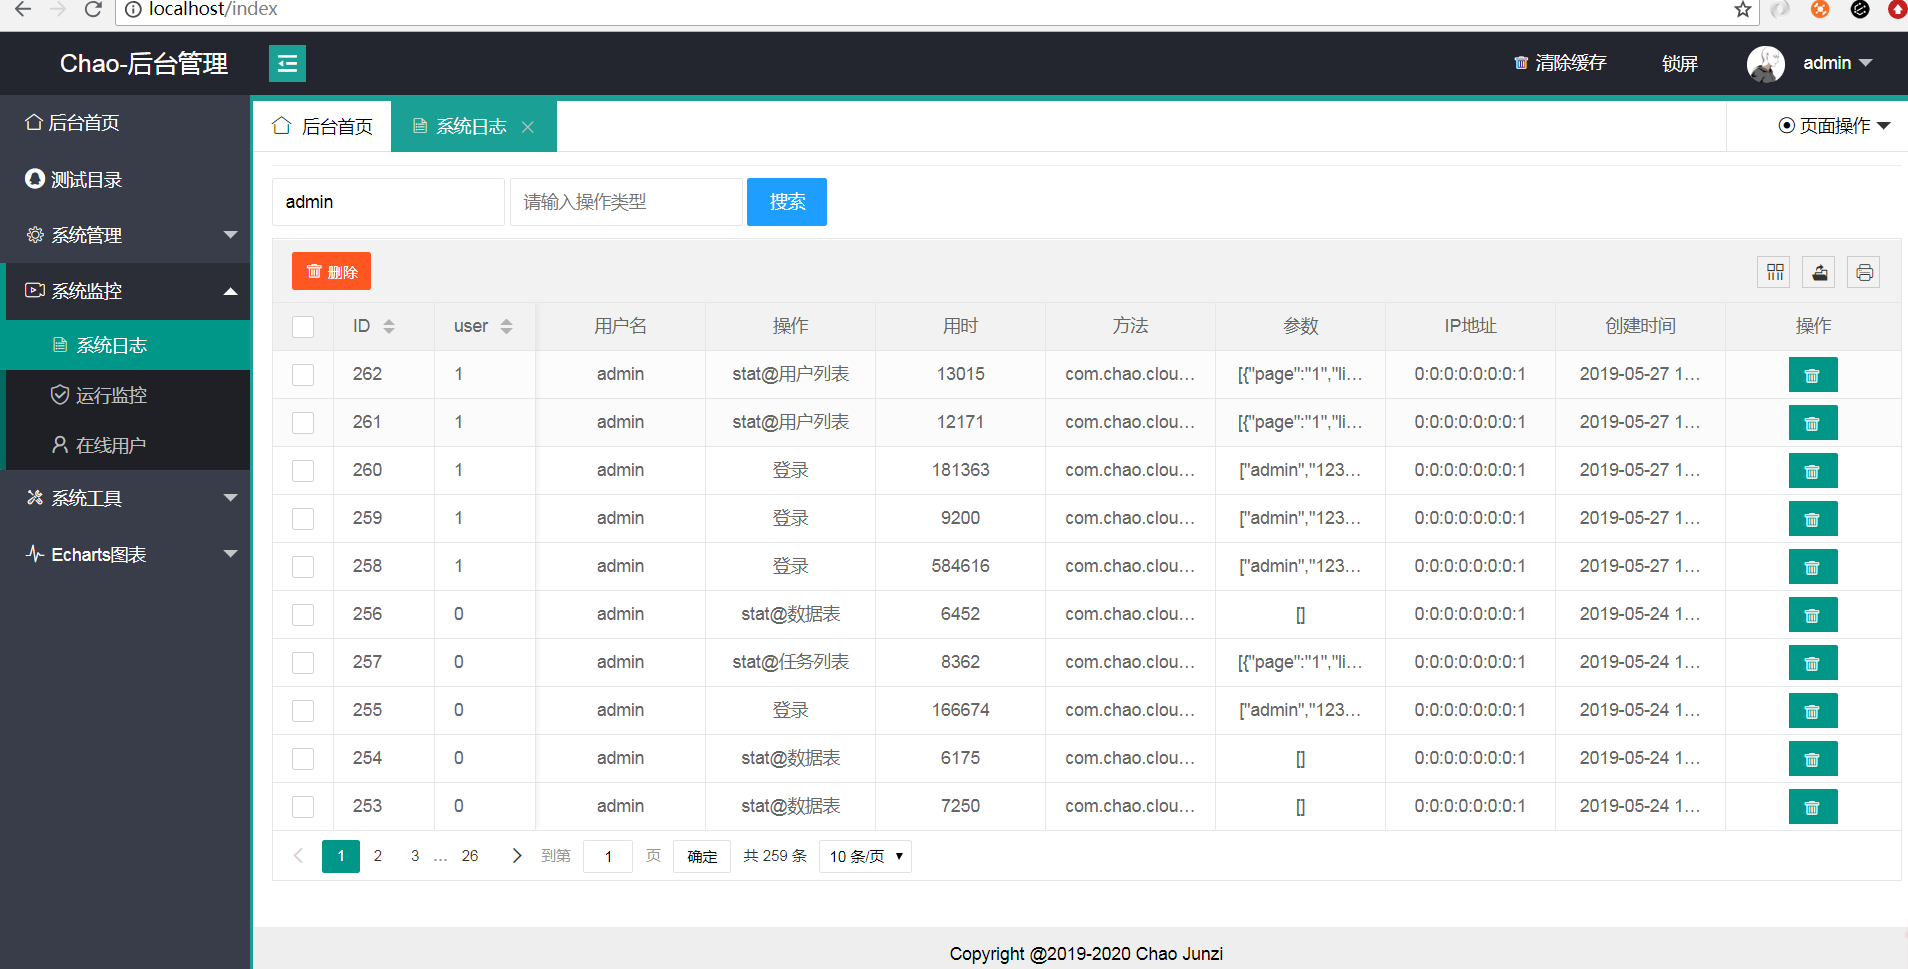 localhost/index
Chao-后台管理
清除缓存
锁屏
admin
后台首页
测试目录
系统管理
系统监控
系统日志
运行监控
在线用户
系统工具
Echarts图表
后台首页
系统日志
页面操作
admin
请输入操作类型
搜索
删除
ID user 用户名 操作 用时 方法 参数 IP地址 创建时间 操作
262 1 admin stat@用户列表 13015 com.chao.clou... [{"page":"1","li... 0:0:0:0:0:0:0:1 2019-05-27 1...
261 1 admin stat@用户列表 12171 com.chao.clou... [{"page":"1","li... 0:0:0:0:0:0:0:1 2019-05-27 1...
260 1 admin 登录 181363 com.chao.clou... ["admin","123... 0:0:0:0:0:0:0:1 2019-05-27 1...
259 1 admin 登录 9200 com.chao.clou... ["admin","123... 0:0:0:0:0:0:0:1 2019-05-27 1...
258 1 admin 登录 584616 com.chao.clou... ["admin","123... 0:0:0:0:0:0:0:1 2019-05-27 1...
256 0 admin stat@数据表 6452 com.chao.clou... [] 0:0:0:0:0:0:0:1 2019-05-24 1...
257 0 admin stat@任务列表 8362 com.chao.clou... [{"page":"1","li... 0:0:0:0:0:0:0:1 2019-05-24 1...
255 0 admin 登录 166674 com.chao.clou... ["admin","123... 0:0:0:0:0:0:0:1 2019-05-24 1...
254 0 admin stat@数据表 6175 com.chao.clou... [] 0:0:0:0:0:0:0:1 2019-05-24 1...
253 0 admin stat@数据表 7250 com.chao.clou... [] 0:0:0:0:0:0:0:1 2019-05-24 1...
1 2 3 ... 26 到第 1 页 确定 共 259 条 10 条/页
Copyright @2019-2020 Chao Junzi